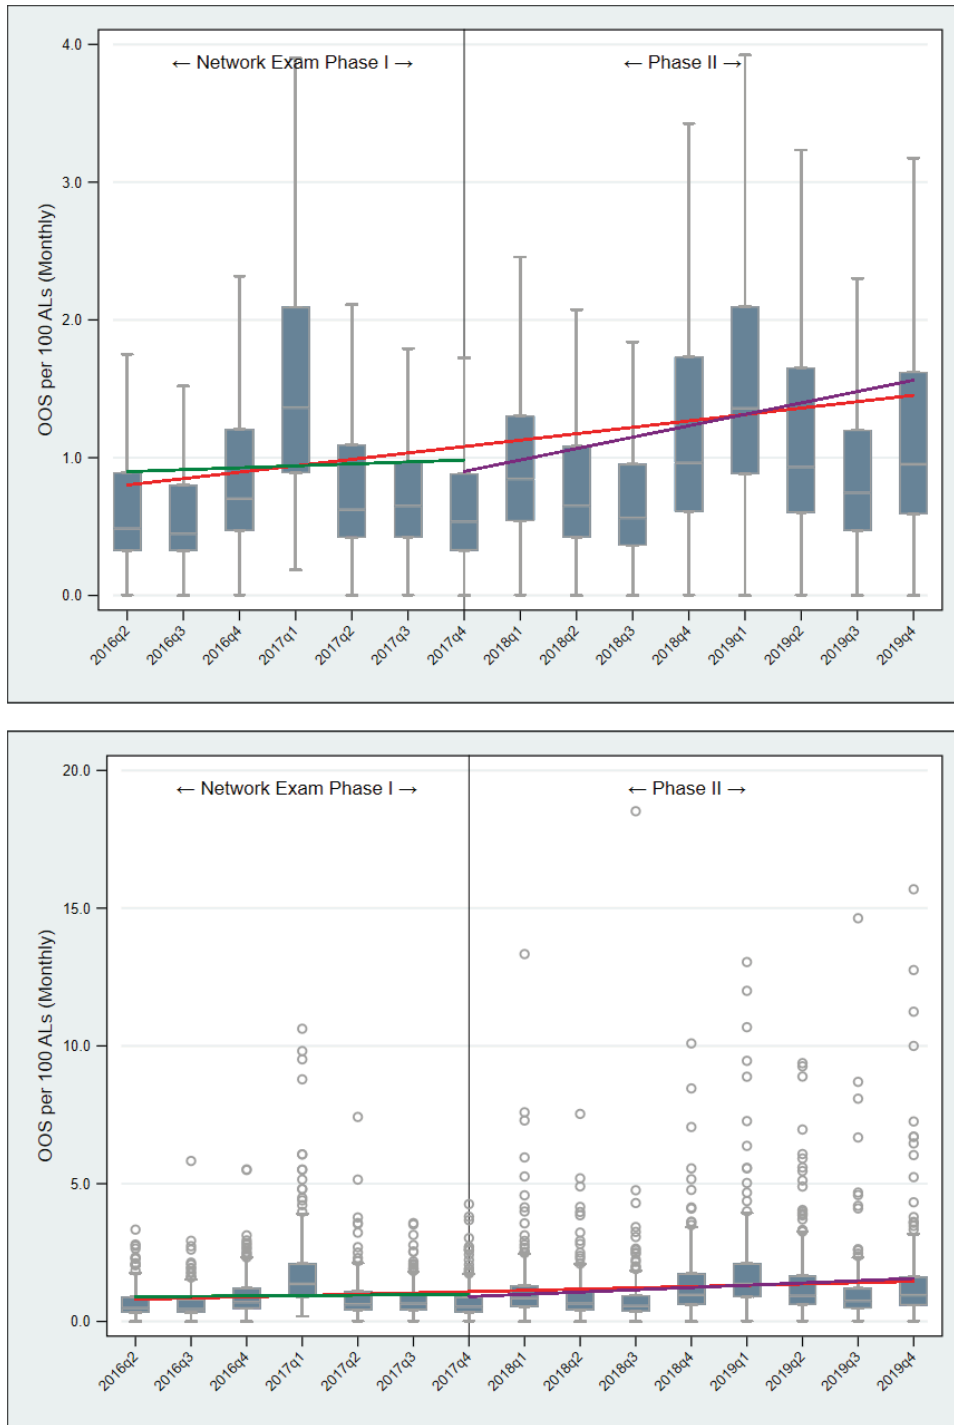 4.0
← Network Exam Phase I →
← Phase II →
3.0
2.0
1.0
0.0
OOS per 100 ALs (Monthly)
2016q2
2016q3
2016q4
2017q1
2017q2
2017q3
2017q4
2018q1
2018q2
2018q3
2018q4
2019q1
2019q2
2019q3
2019q4
20.0
← Network Exam Phase I →
← Phase II →
15.0
10.0
5.0
0.0
OOS per 100 ALs (Monthly)
2016q2
2016q3
2016q4
2017q1
2017q2
2017q3
2017q4
2018q1
2018q2
2018q3
2018q4
2019q1
2019q2
2019q3
2019q4